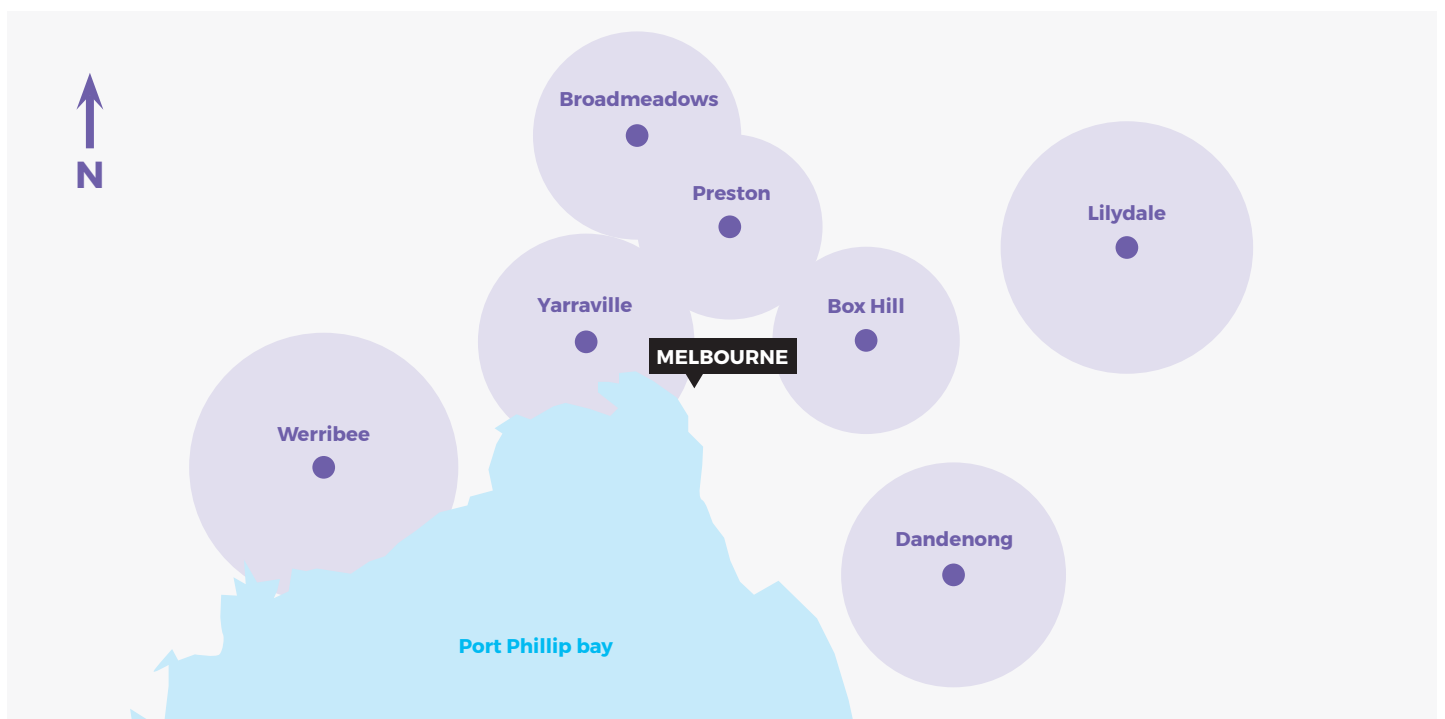 Broadmeadows
N
Preston
Lilydale
Yarraville
Box Hill
MELBOURNE
Werribee
Dandenong
Port Phillip bay